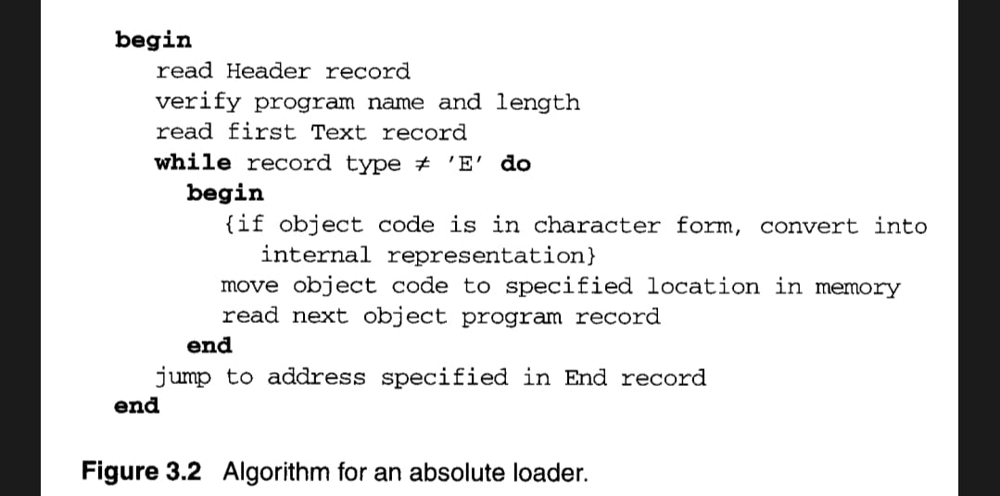 begin
read Header record
verify program name and length
read first Text record
while record type ≠ 'E' do
begin
{if object code is in character form, convert into
internal representation}
move object code to specified location in memory
read next object program record
end
jump to address specified in End record
end
Figure 3.2 Algorithm for an absolute loader.